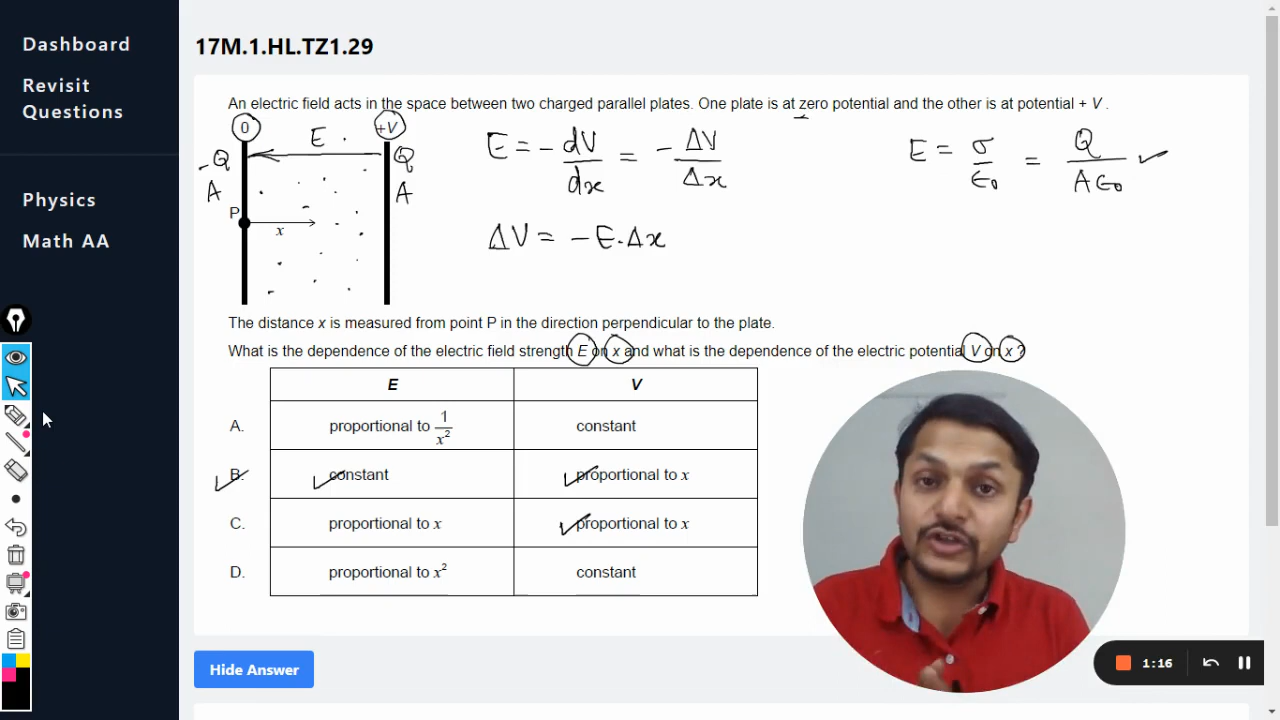 Dashboard
Revisit
Questions
Physics
Math AA
17M.1.HL.TZ1.29
An electric field acts in the space between two charged parallel plates. One plate is at zero potential and the other is at potential + V .
0
+V
E
-Q
Q
A
A
P
x
E = - dV/dx = - ΔV/Δx
E = σ/ϵ₀ = Q/Aϵ₀ ✓
ΔV = -E.Δx
The distance x is measured from point P in the direction perpendicular to the plate.
What is the dependence of the electric field strength E on x and what is the dependence of the electric potential V on x ?
E V
A. proportional to 1/x² constant
B. constant proportional to x
C. proportional to x proportional to x
D. proportional to x² constant
Hide Answer
1:16